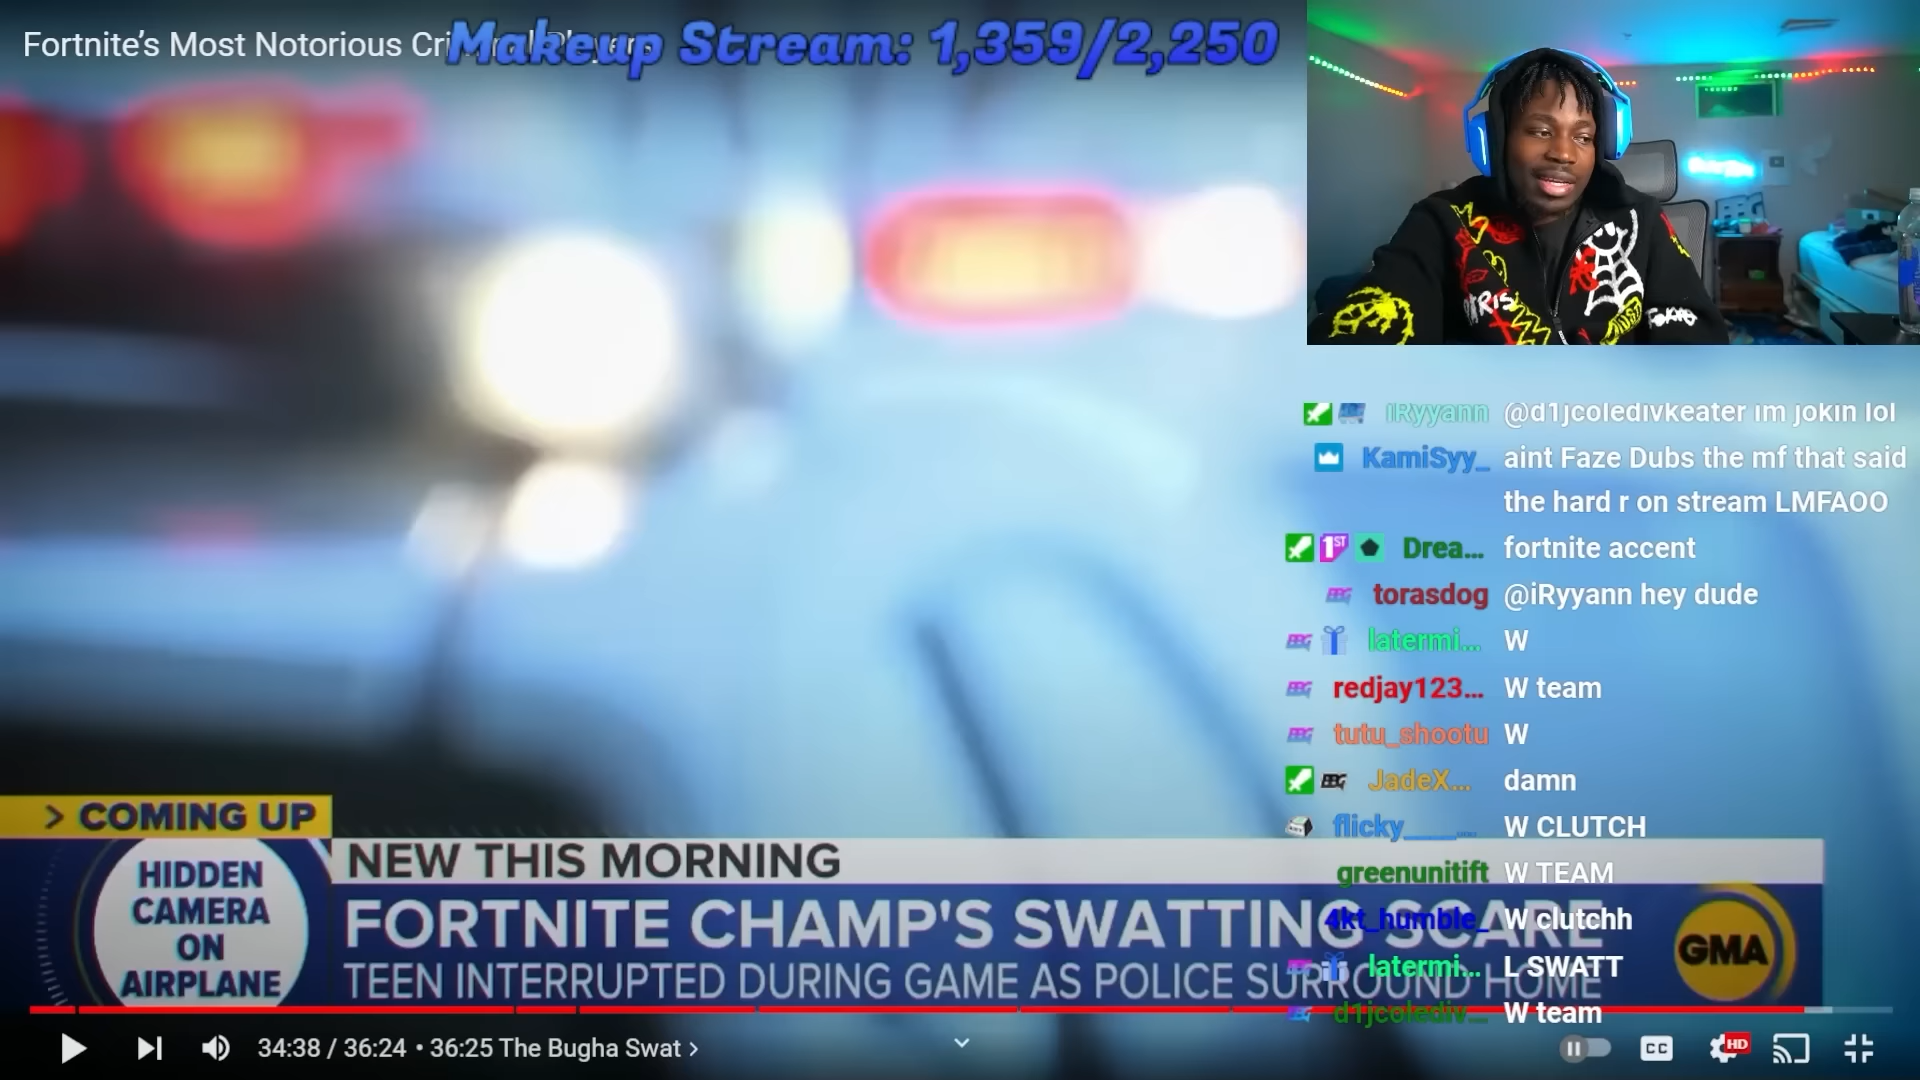 Fortnite's Most Notorious Cri
Makeup Stream: 1,359/2,250
iRyyann @d1jcoledivkeater im jokin lol
KamiSyy_ aint Faze Dubs the mf that said
the hard r on stream LMFAOO
1ST Drea... fortnite accent
torasdog @iRyyann hey dude
latermi... W
redjay123... W team
tutu_shootu W
JadeX... damn
W CLUTCH
greenunitift W TEAM
4kt_humble_ W clutchh
latermi... L SWATT
d1jcolediv... W team
> COMING UP
HIDDEN
CAMERA
ON
AIRPLANE
NEW THIS MORNING
FORTNITE CHAMP'S SWATTING SCARE
TEEN INTERRUPTED DURING GAME AS POLICE SURROUND HOME
GMA
34:38 / 36:24 • 36:25 The Bugha Swat >
CC
HD